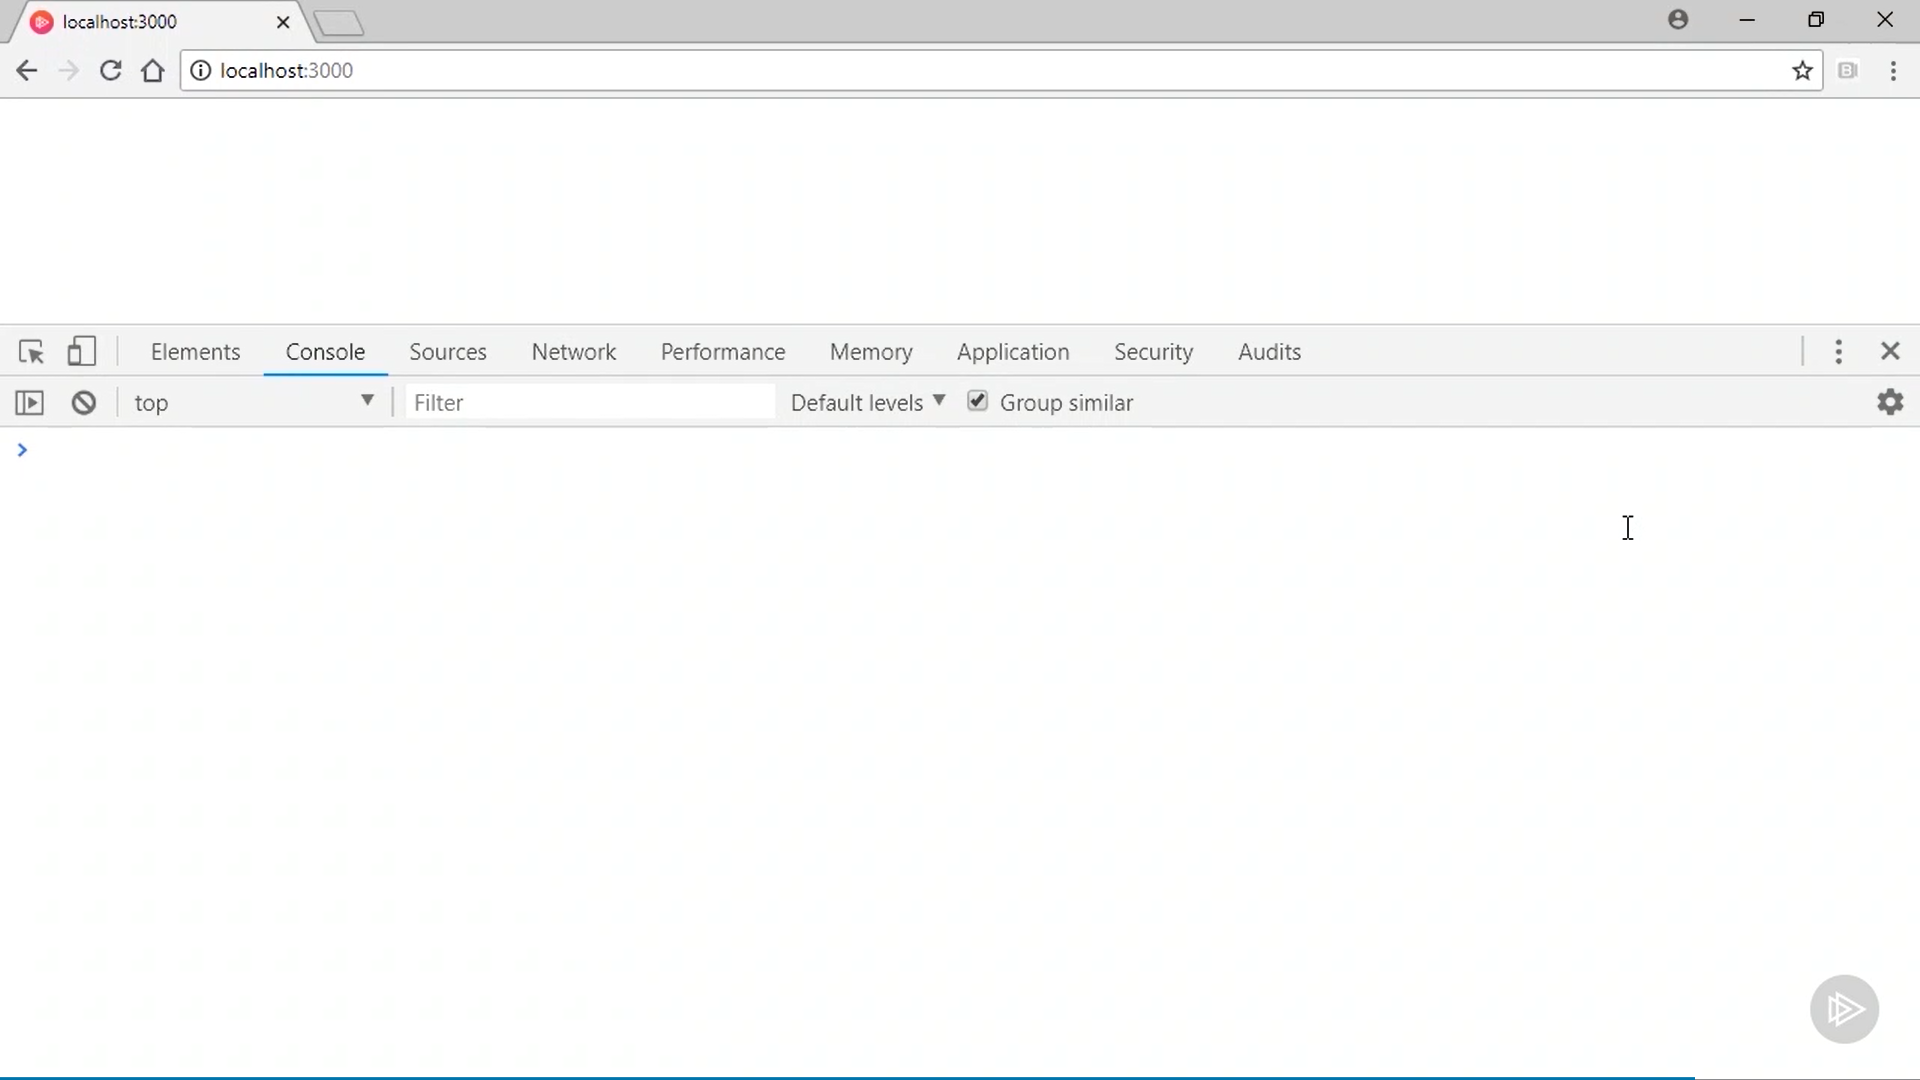 localhost:3000
localhost:3000
Elements Console Sources Network Performance Memory Application Security Audits
top Filter Default levels Group similar